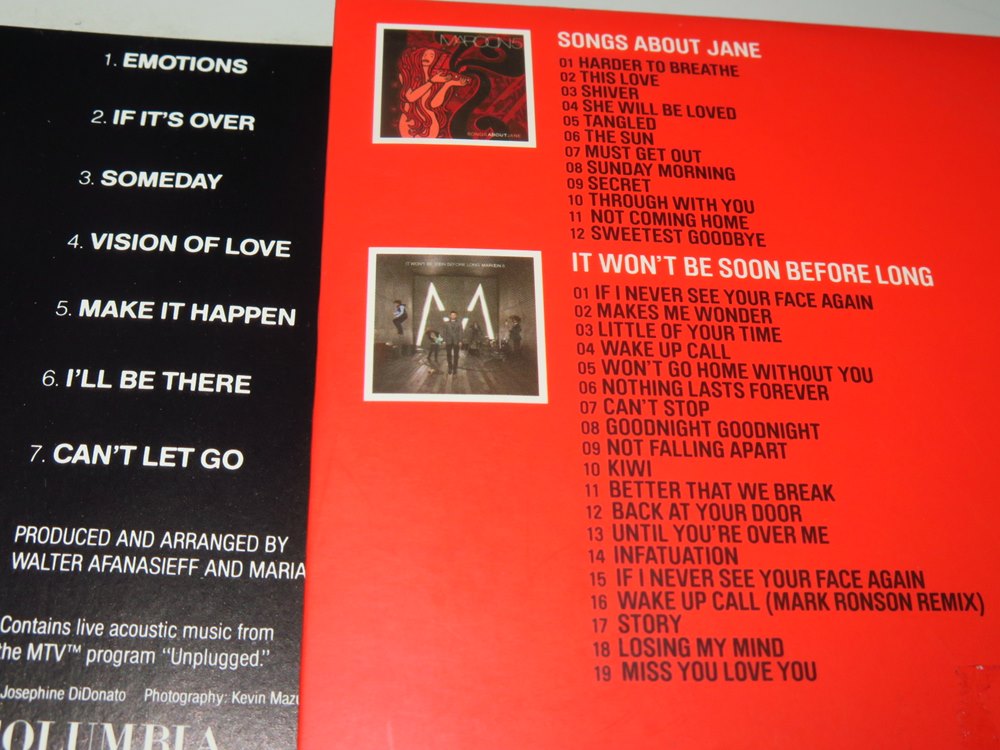 1. EMOTIONS
2. IF IT'S OVER
3. SOMEDAY
4. VISION OF LOVE
5. MAKE IT HAPPEN
6. I'LL BE THERE
7. CAN'T LET GO
PRODUCED AND ARRANGED BY
WALTER AFANASIEFF AND MARIA
Contains live acoustic music from
the MTV™ program "Unplugged."
Josephine DiDonato Photography: Kevin Mazu
COLUMBIA
MAROON5
SONGSABOUTJANE
SONGS ABOUT JANE
01 HARDER TO BREATHE
02 THIS LOVE
03 SHIVER
04 SHE WILL BE LOVED
05 TANGLED
06 THE SUN
07 MUST GET OUT
08 SUNDAY MORNING
09 SECRET
10 THROUGH WITH YOU
11 NOT COMING HOME
12 SWEETEST GOODBYE
IT WON'T BE SOON BEFORE LONG MAROON 5
M
IT WON'T BE SOON BEFORE LONG
01 IF I NEVER SEE YOUR FACE AGAIN
02 MAKES ME WONDER
03 LITTLE OF YOUR TIME
04 WAKE UP CALL
05 WON'T GO HOME WITHOUT YOU
06 NOTHING LASTS FOREVER
07 CAN'T STOP
08 GOODNIGHT GOODNIGHT
09 NOT FALLING APART
10 KIWI
11 BETTER THAT WE BREAK
12 BACK AT YOUR DOOR
13 UNTIL YOU'RE OVER ME
14 INFATUATION
15 IF I NEVER SEE YOUR FACE AGAIN
16 WAKE UP CALL (MARK RONSON REMIX)
17 STORY
18 LOSING MY MIND
19 MISS YOU LOVE YOU